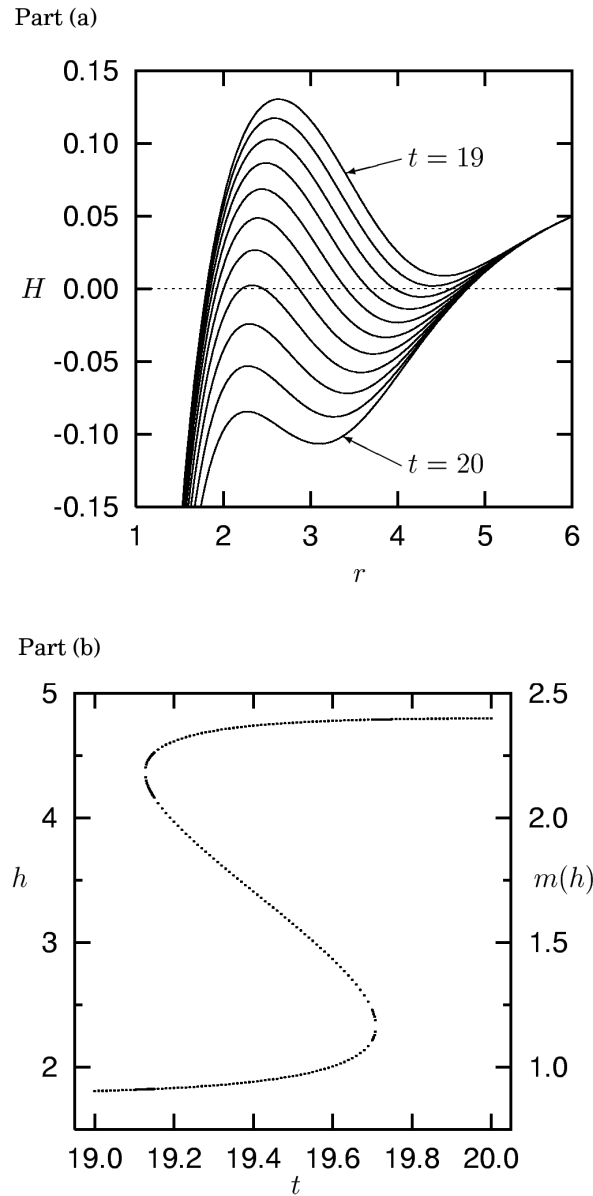 Part (a)
0.15
0.10
t = 19
0.05
H 0.00
-0.05
-0.10
t = 20
-0.15
1 2 3 4 5 6
r
Part (b)
5 2.5
4 2.0
h m(h)
3 1.5
2 1.0
19.0 19.2 19.4 19.6 19.8 20.0
t